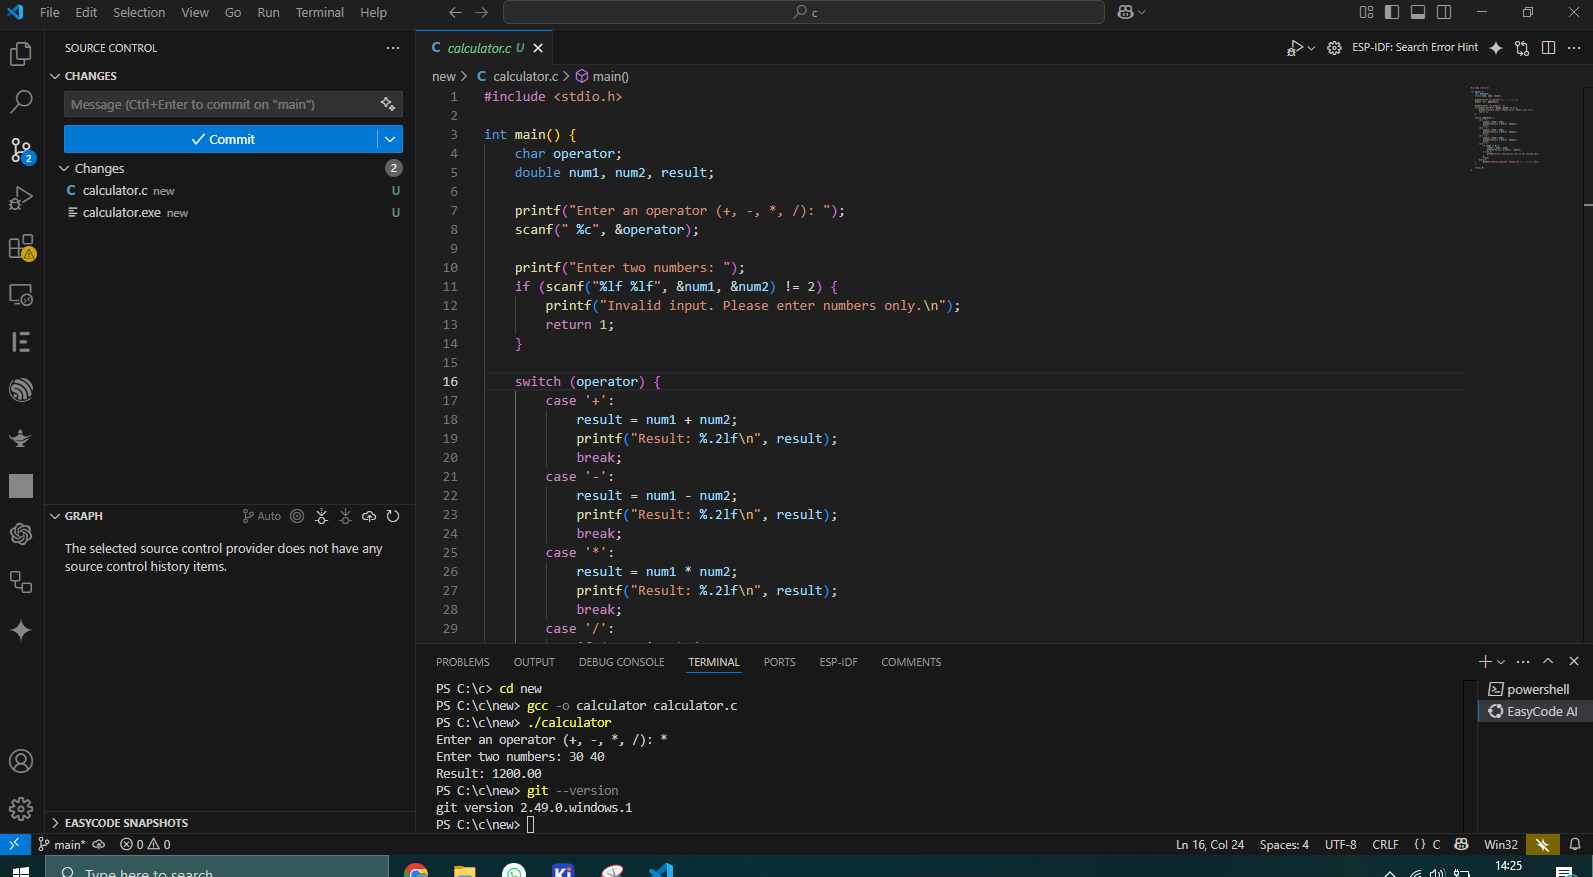 File Edit Selection View Go Run Terminal Help
c
SOURCE CONTROL
CHANGES
Message (Ctrl+Enter to commit on "main")
Commit
Changes 2
calculator.c new U
calculator.exe new U
2
GRAPH
Auto
The selected source control provider does not have any
source control history items.
EASYCODE SNAPSHOTS
C calculator.c U
ESP-IDF: Search Error Hint
new > C calculator.c > main()
1 #include <stdio.h>
2
3 int main() {
4 char operator;
5 double num1, num2, result;
6
7 printf("Enter an operator (+, -, *, /): ");
8 scanf(" %c", &operator);
9
10 printf("Enter two numbers: ");
11 if (scanf("%lf %lf", &num1, &num2) != 2) {
12 printf("Invalid input. Please enter numbers only.\n");
13 return 1;
14 }
15
16 switch (operator) {
17 case '+':
18 result = num1 + num2;
19 printf("Result: %.2lf\n", result);
20 break;
21 case '-':
22 result = num1 - num2;
23 printf("Result: %.2lf\n", result);
24 break;
25 case '*':
26 result = num1 * num2;
27 printf("Result: %.2lf\n", result);
28 break;
29 case '/':
PROBLEMS OUTPUT DEBUG CONSOLE TERMINAL PORTS ESP-IDF COMMENTS
PS C:\c> cd new
PS C:\c\new> gcc -o calculator calculator.c
PS C:\c\new> ./calculator
Enter an operator (+, -, *, /): *
Enter two numbers: 30 40
Result: 1200.00
PS C:\c\new> git --version
git version 2.49.0.windows.1
PS C:\c\new>
powershell
EasyCode AI
main* 0 0
Ln 16, Col 24 Spaces: 4 UTF-8 CRLF {} C Win32
Type here to search
Ki
14:25